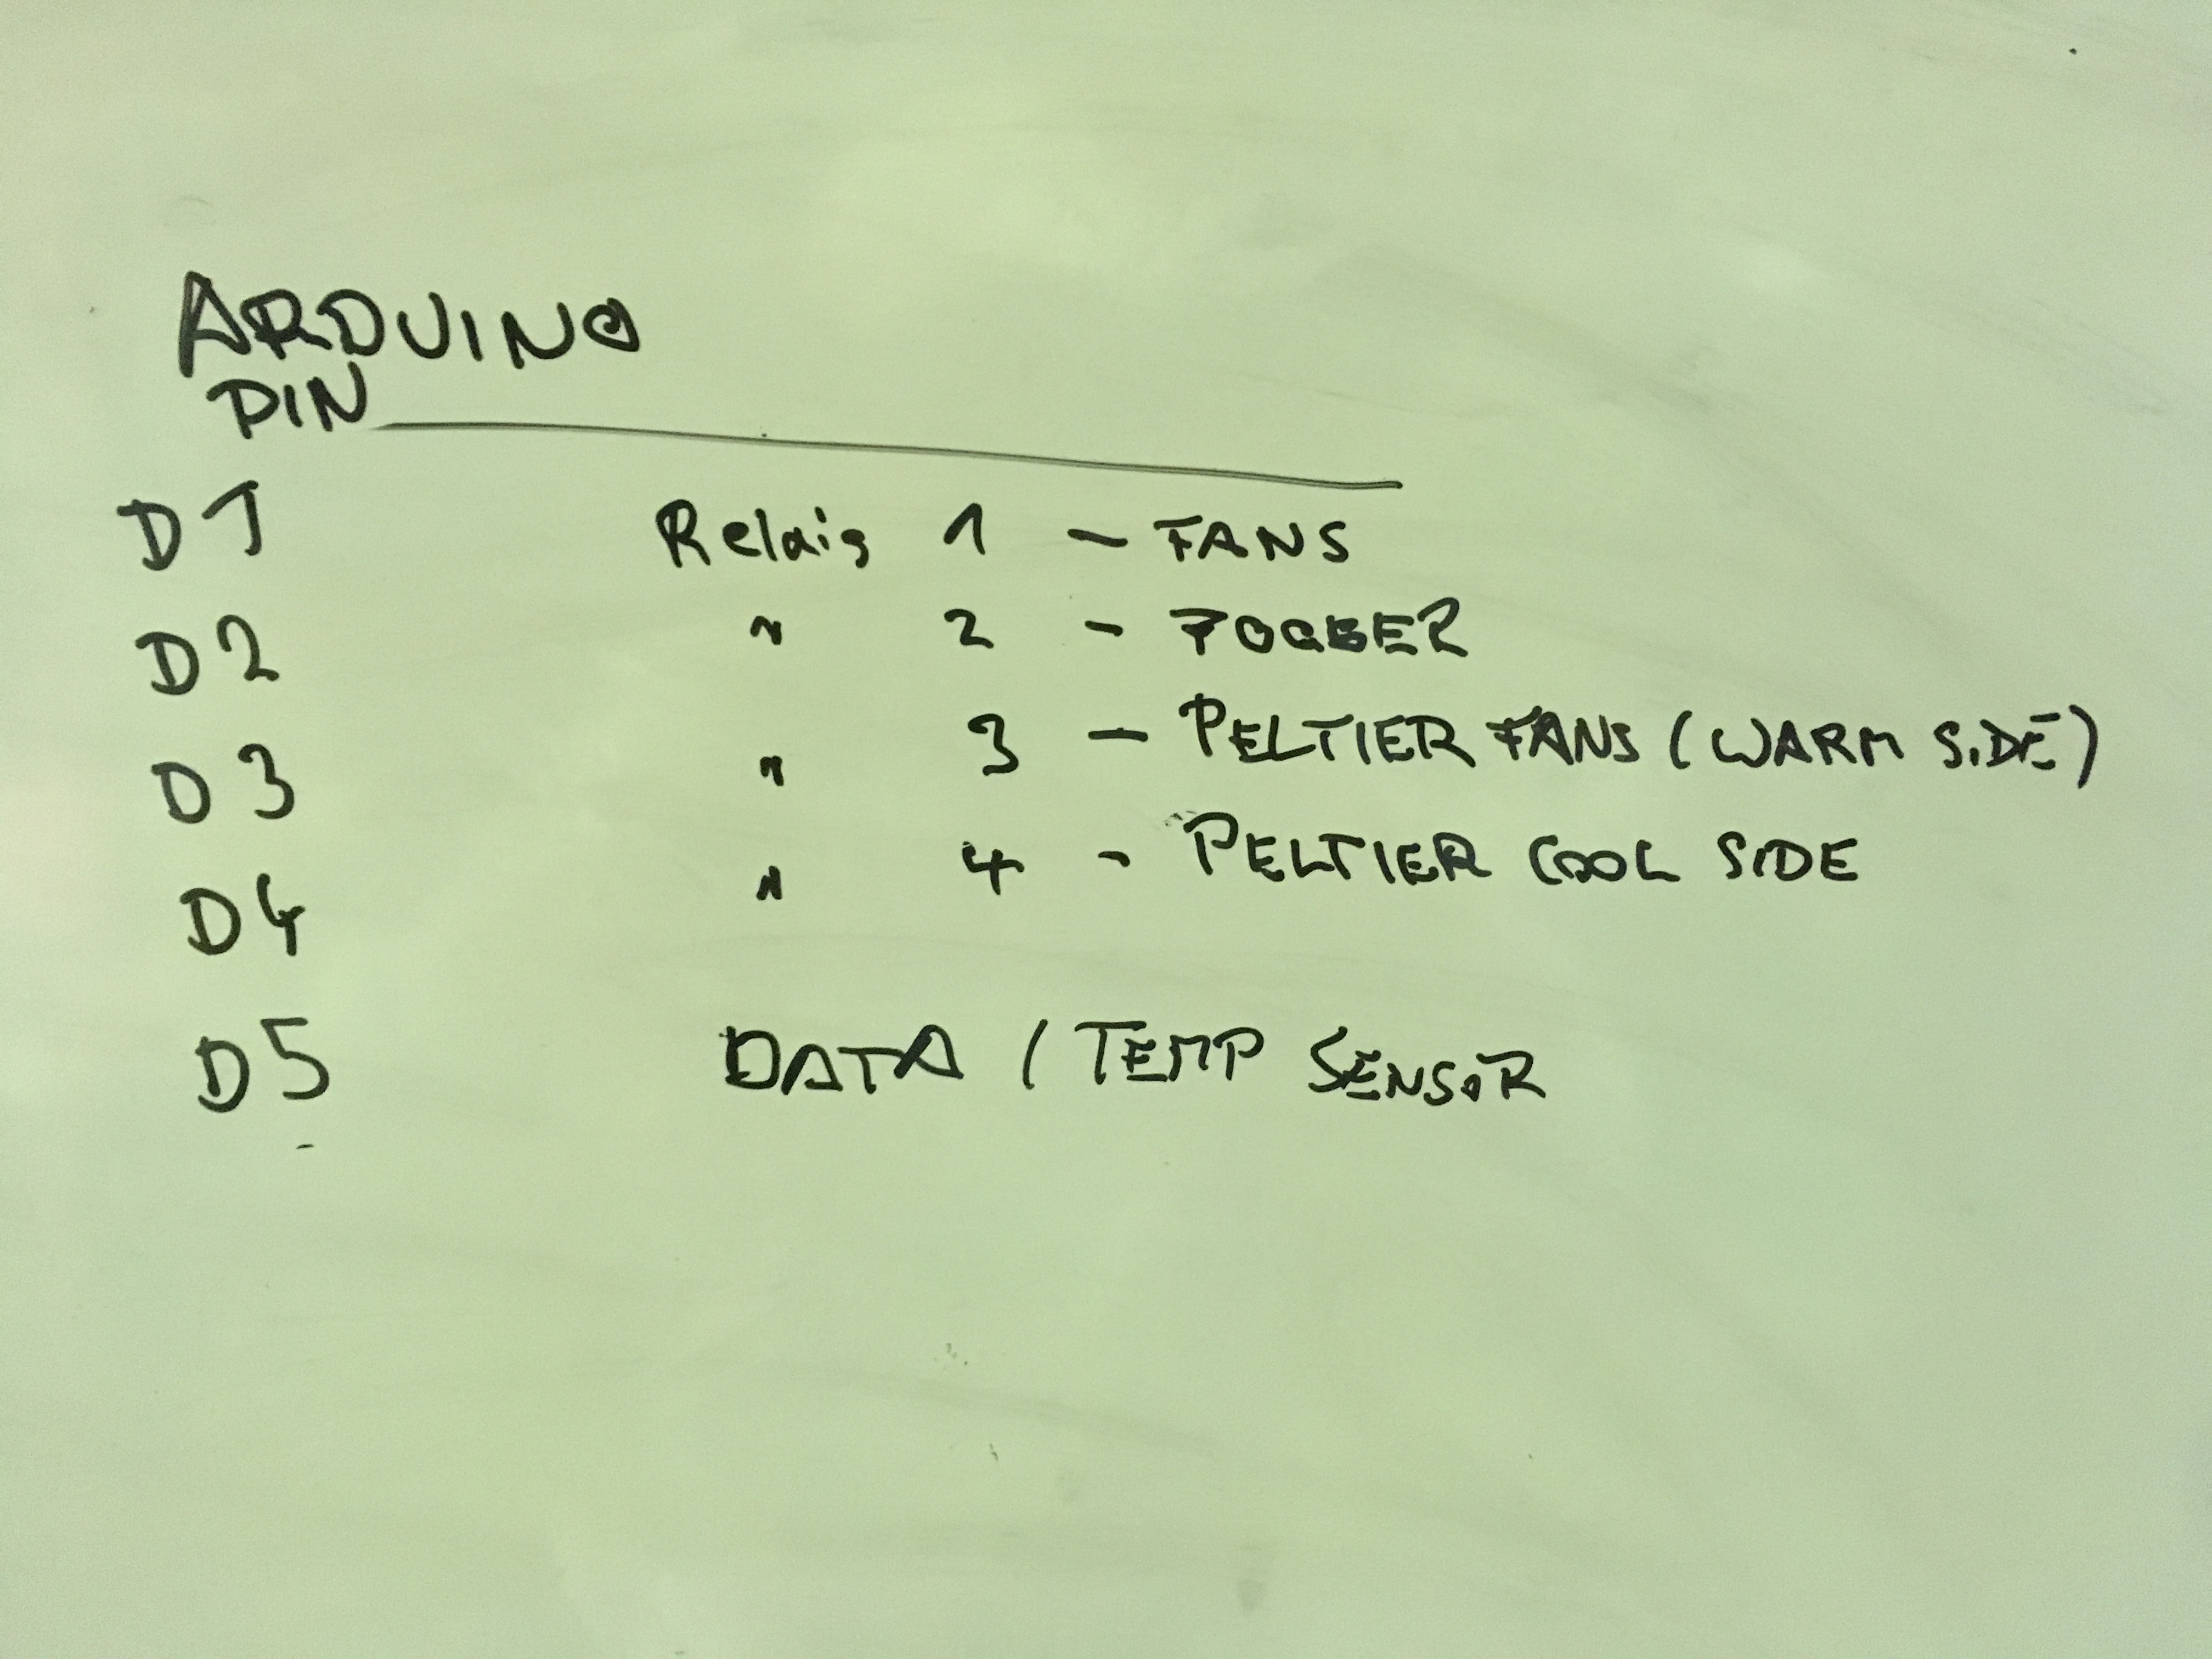 ARDUINO
PIN
D1 Relais 1 - FANS
D2 " 2 - FOGGER
D3 " 3 - PELTIER FANS (WARM SIDE)
D4 " 4 - PELTIER COOL SIDE
D5 DATA / TEMP SENSOR